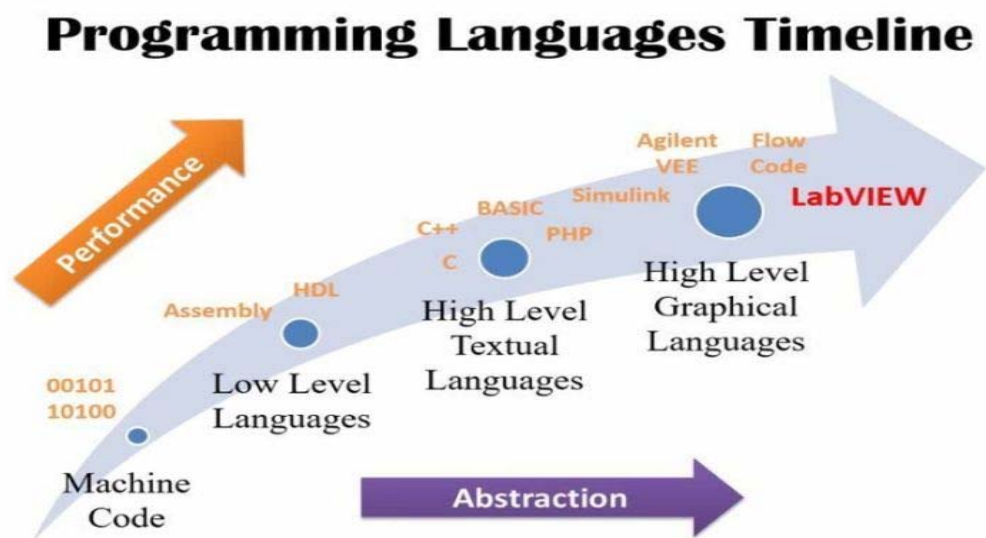 Programming Languages Timeline
Performance
Agilent
VEE
Flow
Code
Simulink
LabVIEW
BASIC
C++
PHP
C
High Level
Graphical
Languages
HDL
Assembly
High Level
Textual
Languages
00101
10100
Low Level
Languages
Machine
Code
Abstraction